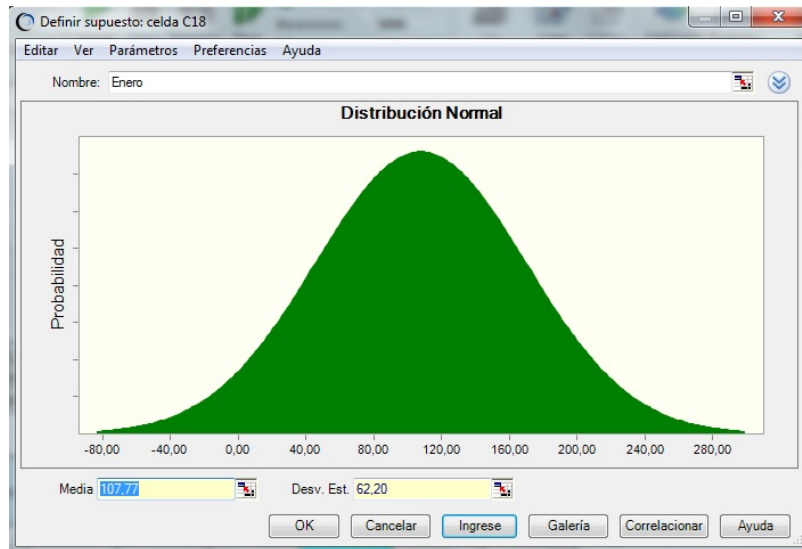 Definir supuesto: celda C18
Editar Ver Parámetros Preferencias Ayuda
Nombre: Enero
Distribución Normal
Probabilidad
-80,00 -40,00 0,00 40,00 80,00 120,00 160,00 200,00 240,00 280,00
Media 107,77 Desv. Est. 62,20
OK Cancelar Ingrese Galería Correlacionar Ayuda